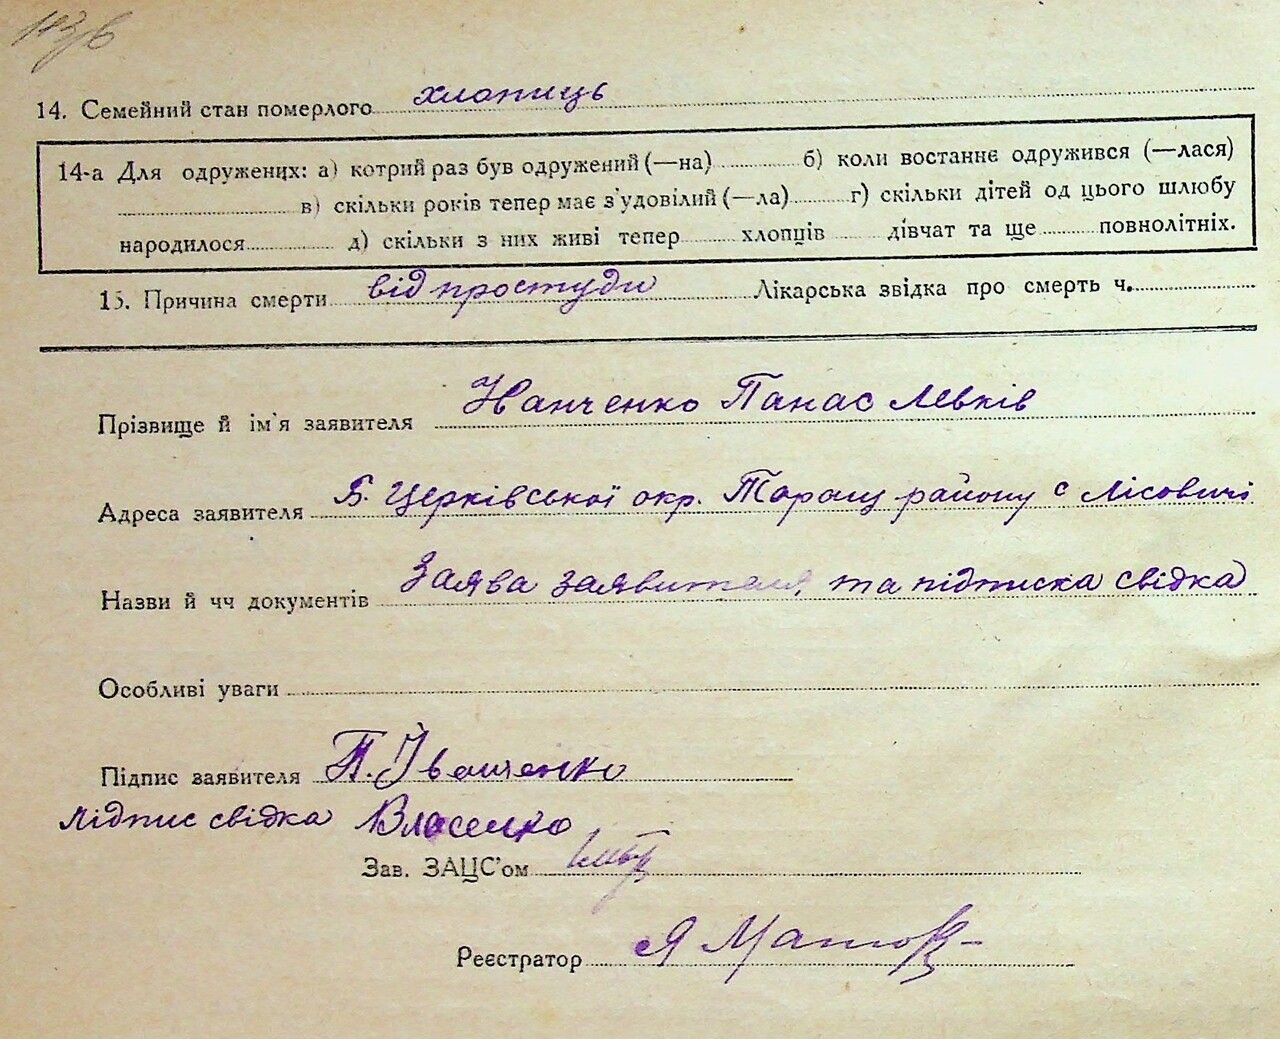 14. Семейний стан померлого хлопиць
14-а Для одружених: а) котрий раз був одружений (—на) б) коли востаннє одружився (—лася)
в) скільки років тепер має з'удовілий (—ла) г) скільки дітей од цього шлюбу
народилося д) скільки з них живі тепер хлопців дівчат та ще повнолітніх.
15. Причина смерти від простуди Лікарська звідка про смерть ч.
Прізвище й ім'я заявителя Панас Левків
Адреса заявителя Б. Церківської окр. Торащ району с Лісовичі
Назви й чч документів Заява заявителя, та підписка свідка
Особливі уваги
Підпис заявителя П. Іванченко
Підпис свідка Власенко
Зав. ЗАЦС'ом
Реєстратор Я